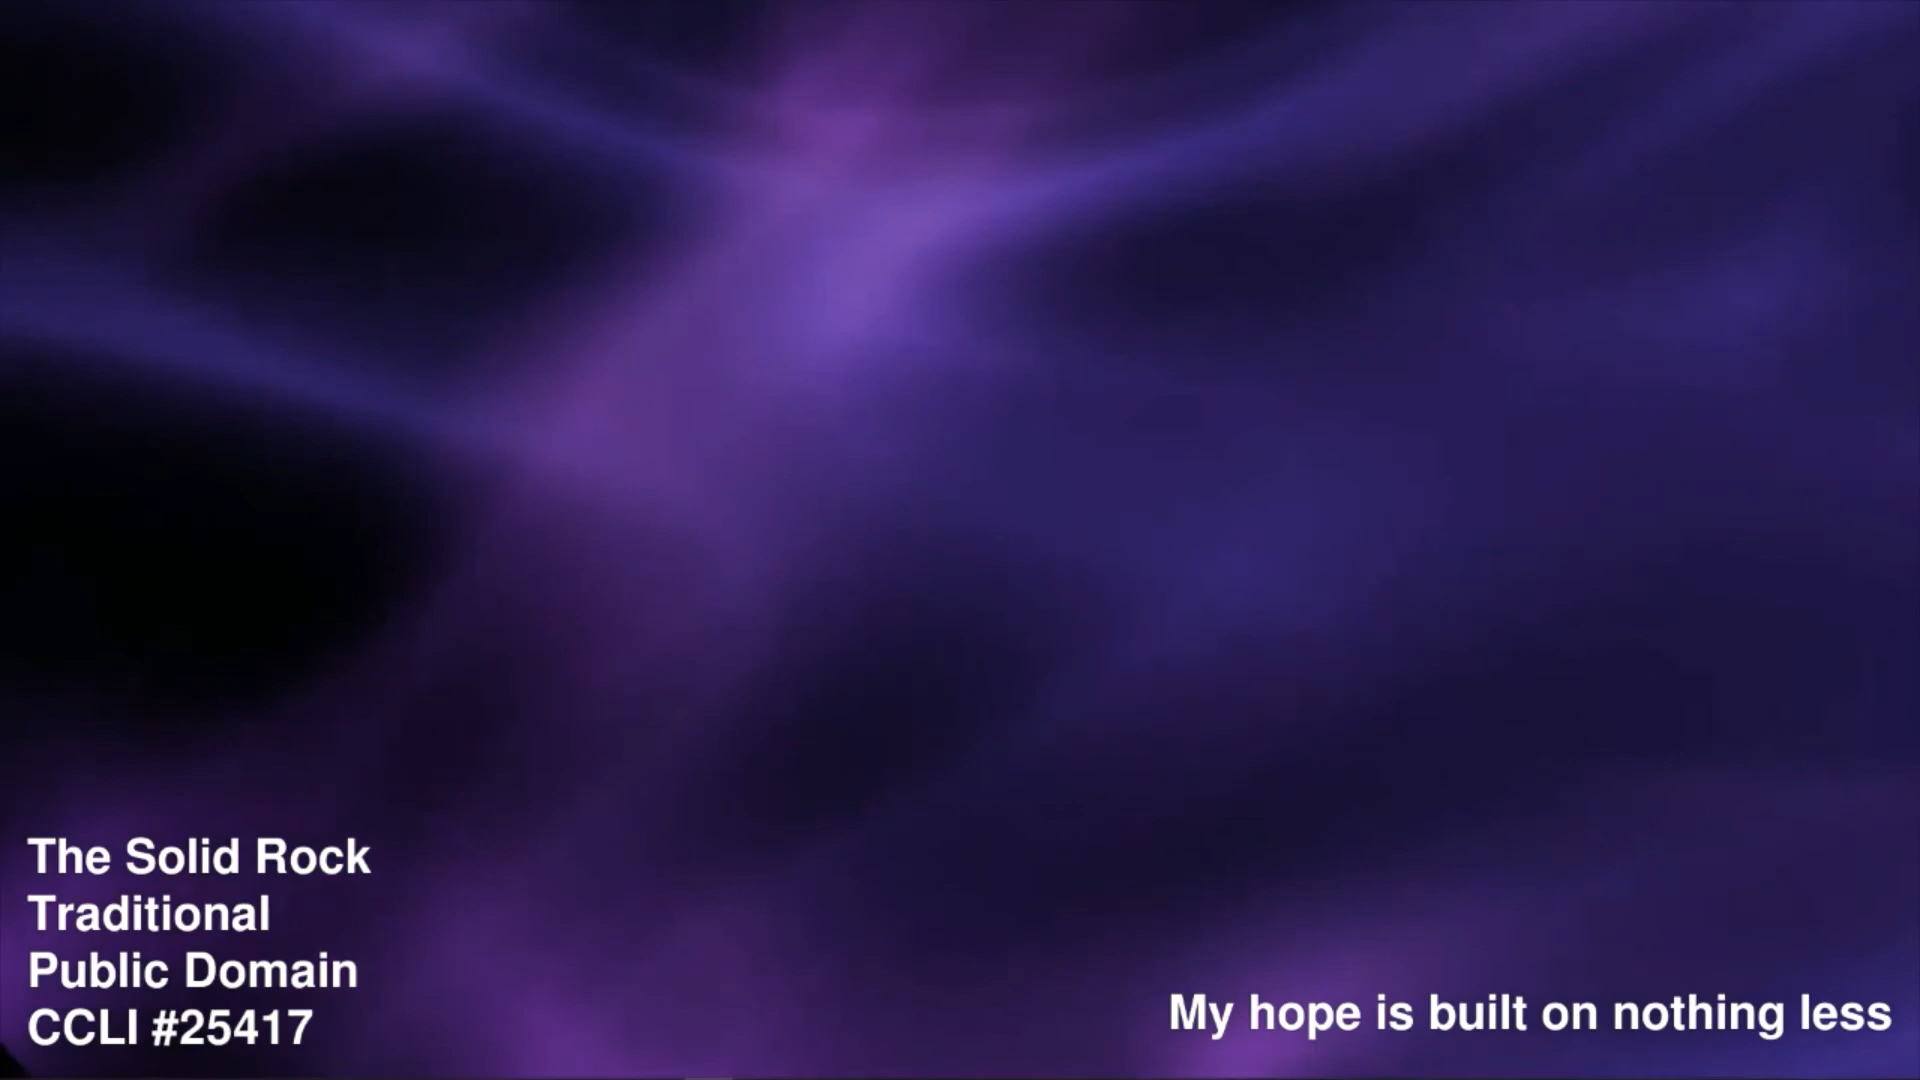 The Solid Rock
Traditional
Public Domain
CCLI #25417
My hope is built on nothing less